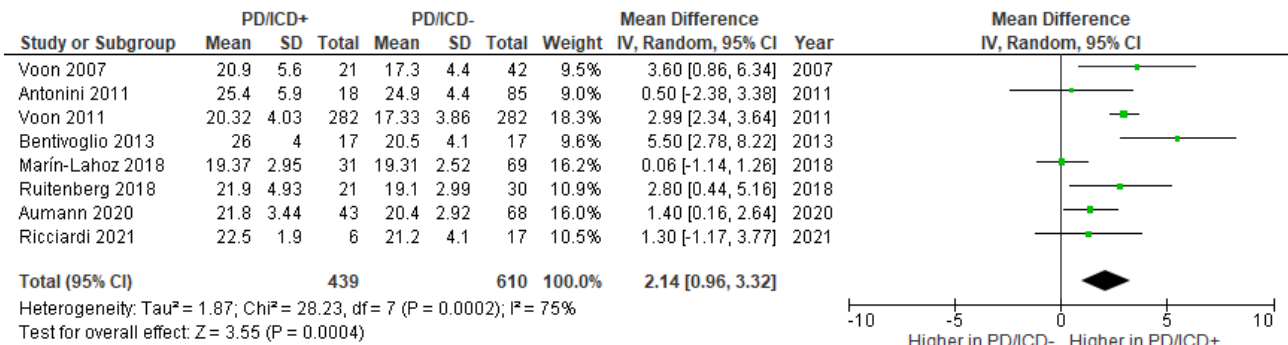 PD/ICD+ PD/ICD- Mean Difference Mean Difference
Study or Subgroup Mean SD Total Mean SD Total Weight IV, Random, 95% CI Year IV, Random, 95% CI
Voon 2007 20.9 5.6 21 17.3 4.4 42 9.5% 3.60 [0.86, 6.34] 2007
Antonini 2011 25.4 5.9 18 24.9 4.4 85 9.0% 0.50 [-2.38, 3.38] 2011
Voon 2011 20.32 4.03 282 17.33 3.86 282 18.3% 2.99 [2.34, 3.64] 2011
Bentivoglio 2013 26 4 17 20.5 4.1 17 9.6% 5.50 [2.78, 8.22] 2013
Marín-Lahoz 2018 19.37 2.95 31 19.31 2.52 69 16.2% 0.06 [-1.14, 1.26] 2018
Ruitenberg 2018 21.9 4.93 21 19.1 2.99 30 10.9% 2.80 [0.44, 5.16] 2018
Aumann 2020 21.8 3.44 43 20.4 2.92 68 16.0% 1.40 [0.16, 2.64] 2020
Ricciardi 2021 22.5 1.9 6 21.2 4.1 17 10.5% 1.30 [-1.17, 3.77] 2021
Total (95% CI) 439 610 100.0% 2.14 [0.96, 3.32]
Heterogeneity: Tau² = 1.87; Chi² = 28.23, df = 7 (P = 0.0002); I² = 75%
Test for overall effect: Z = 3.55 (P = 0.0004)
-10 -5 0 5 10
Higher in PD/ICD- Higher in PD/ICD+